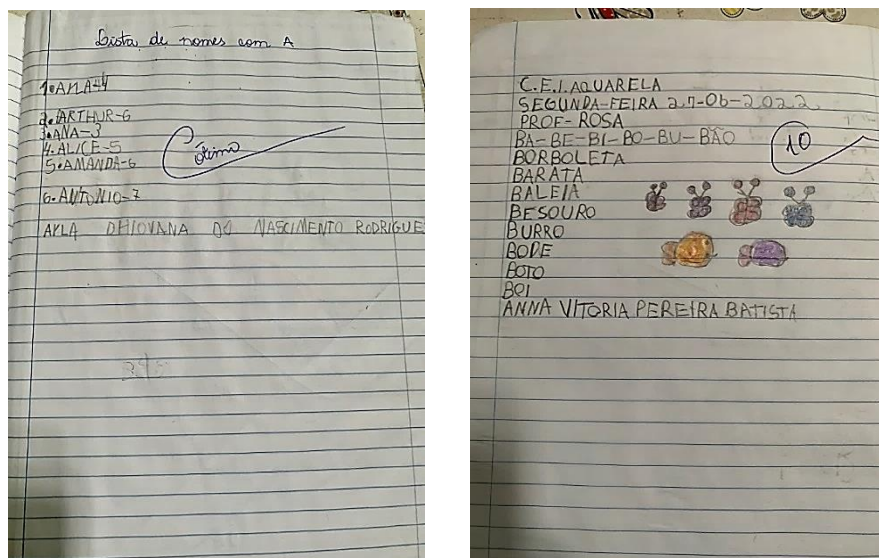 Lista de nomes com A
1.AYLA-4
2.ARTHUR-6
3.ANA-3
4.ALICE-5
5.AMANDA-6
Ótimo
6.ANTONIO-7
AYLA DHIOVANA DO NASCIMENTO RODRIGUE
C.E.I.AQUARELA
SEGUNDA-FEIRA 27-06-2022
PROF-ROSA
BA-BE-BI-BO-BU-BÃO
10
BORBOLETA
BARATA
BALEIA
BESOURO
BURRO
BODE
BOTO
BOI
ANNA VITORIA PEREIRA BATISTA